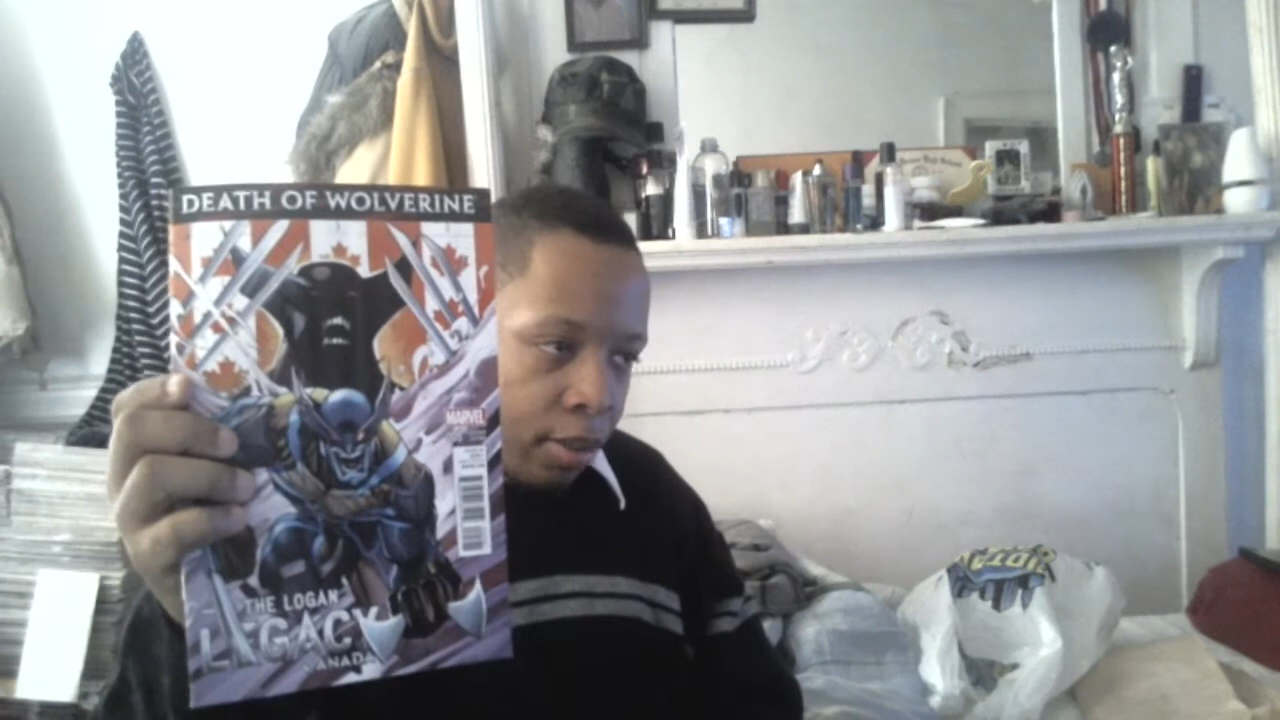 DEATH OF WOLVERINE
MARVEL
THE LOGAN
LEGACY
CANADA